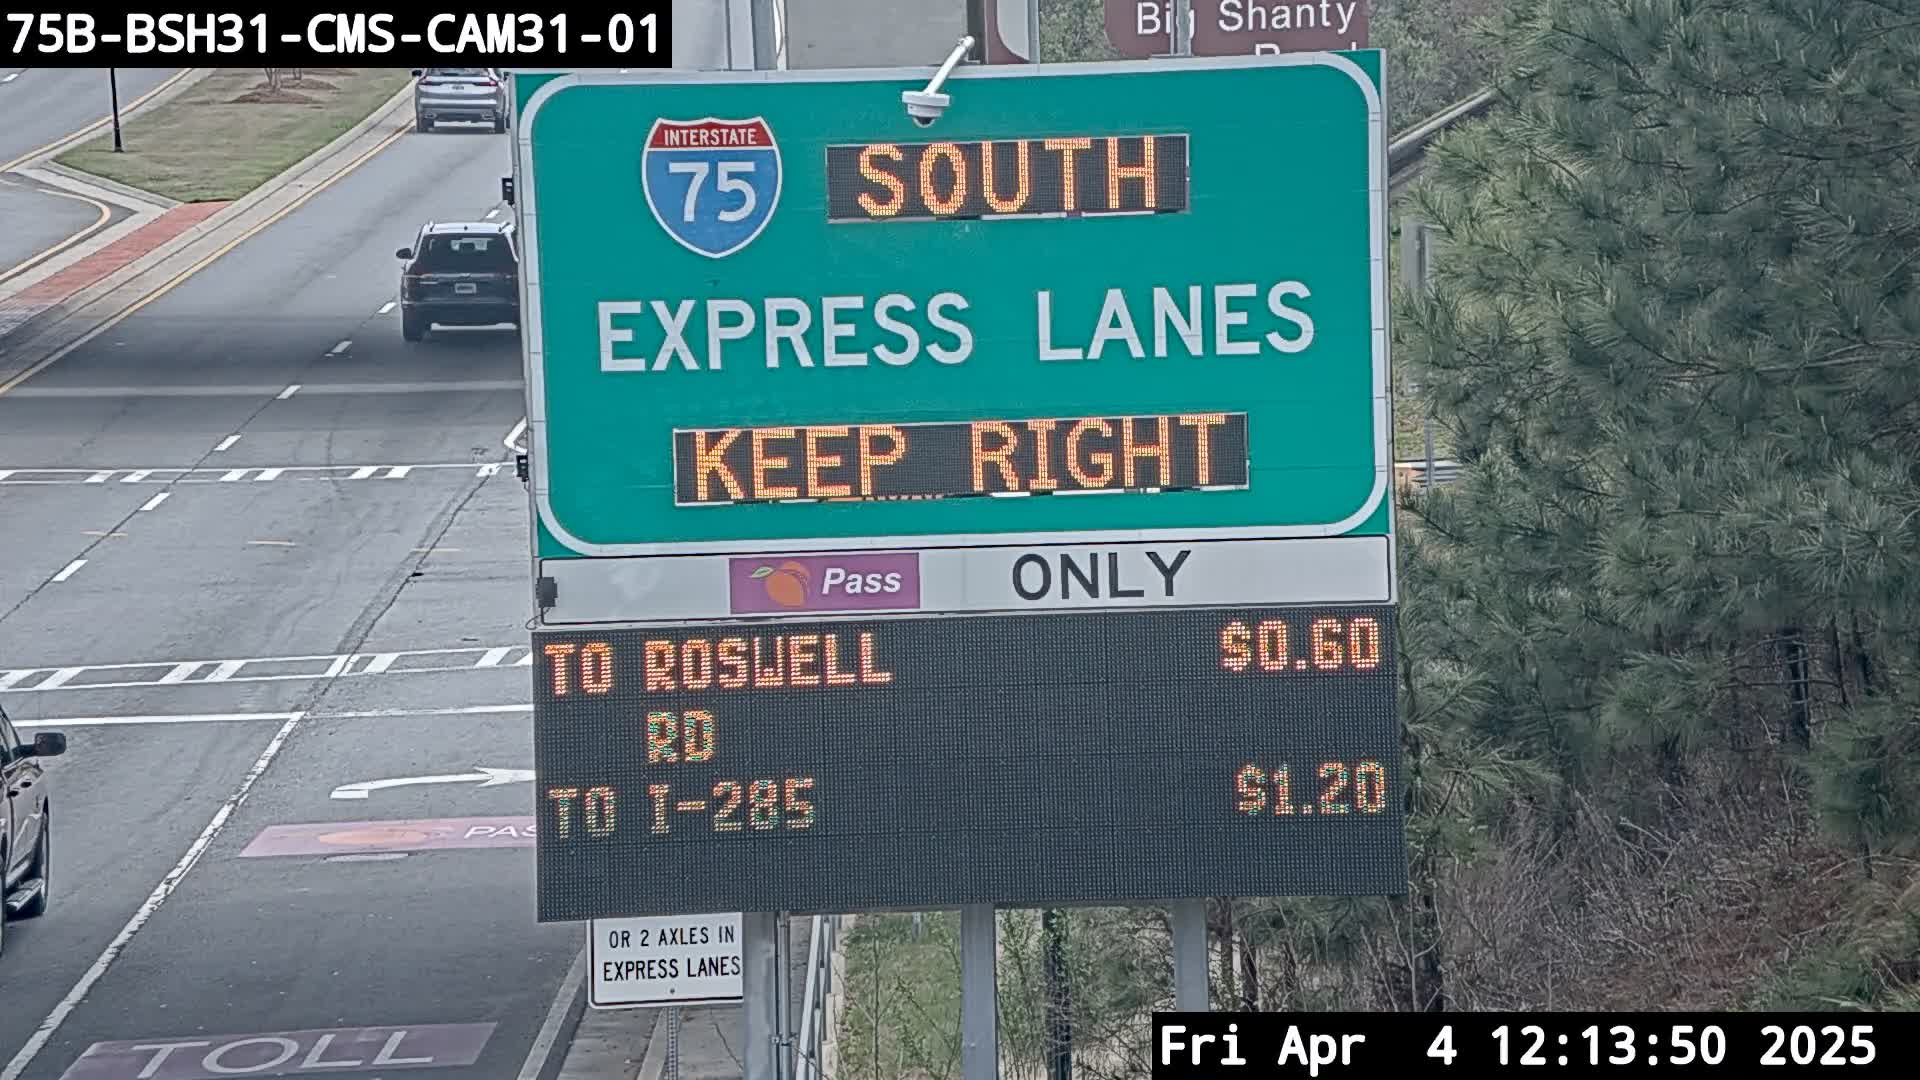 75B-BSH31-CMS-CAM31-01
Big Shanty
Road
INTERSTATE
75
SOUTH
EXPRESS LANES
KEEP RIGHT
Pass ONLY
TO ROSWELL $0.60
RD
TO I-285 $1.20
PAS
OR 2 AXLES IN
EXPRESS LANES
TOLL
Fri Apr 4 12:13:50 2025